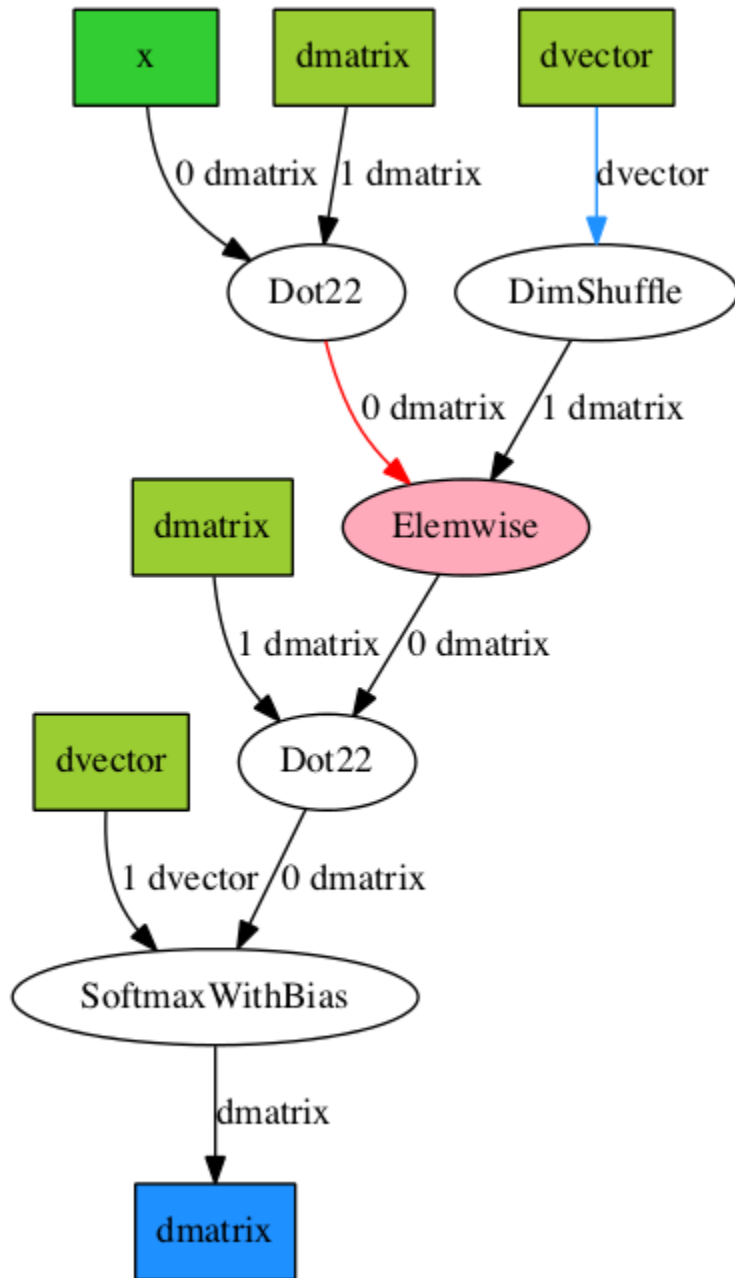 x
dmatrix
dvector
0 dmatrix
1 dmatrix
dvector
Dot22
DimShuffle
0 dmatrix
1 dmatrix
dmatrix
Elemwise
1 dmatrix
0 dmatrix
dvector
Dot22
1 dvector
0 dmatrix
SoftmaxWithBias
dmatrix
dmatrix